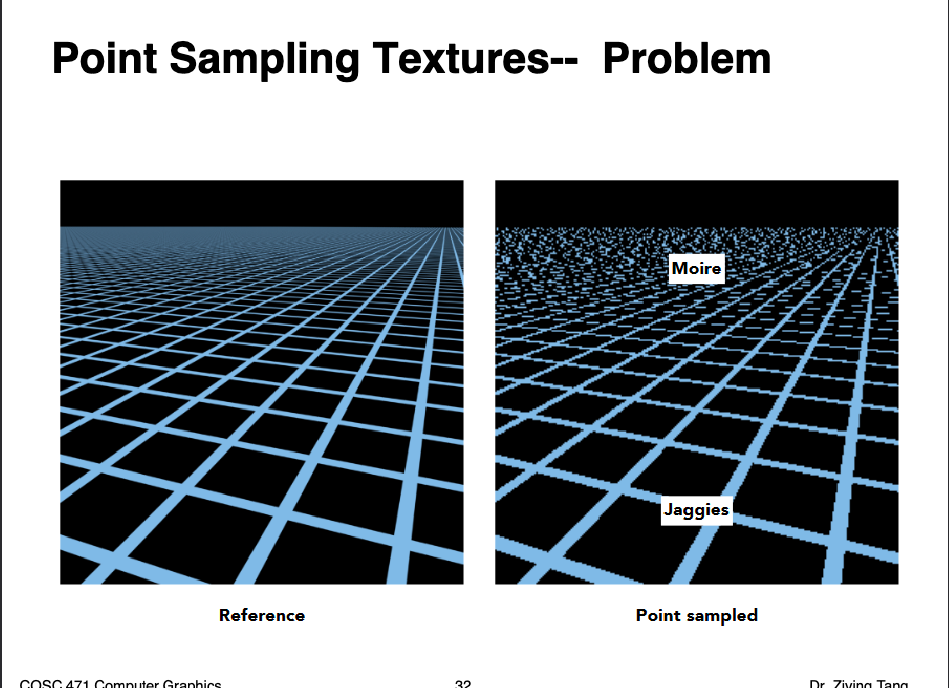 Point Sampling Textures-- Problem
Moire
Jaggies
Reference
Point sampled
COSC 471 Computer Graphics
32
Dr. Ziying Tang